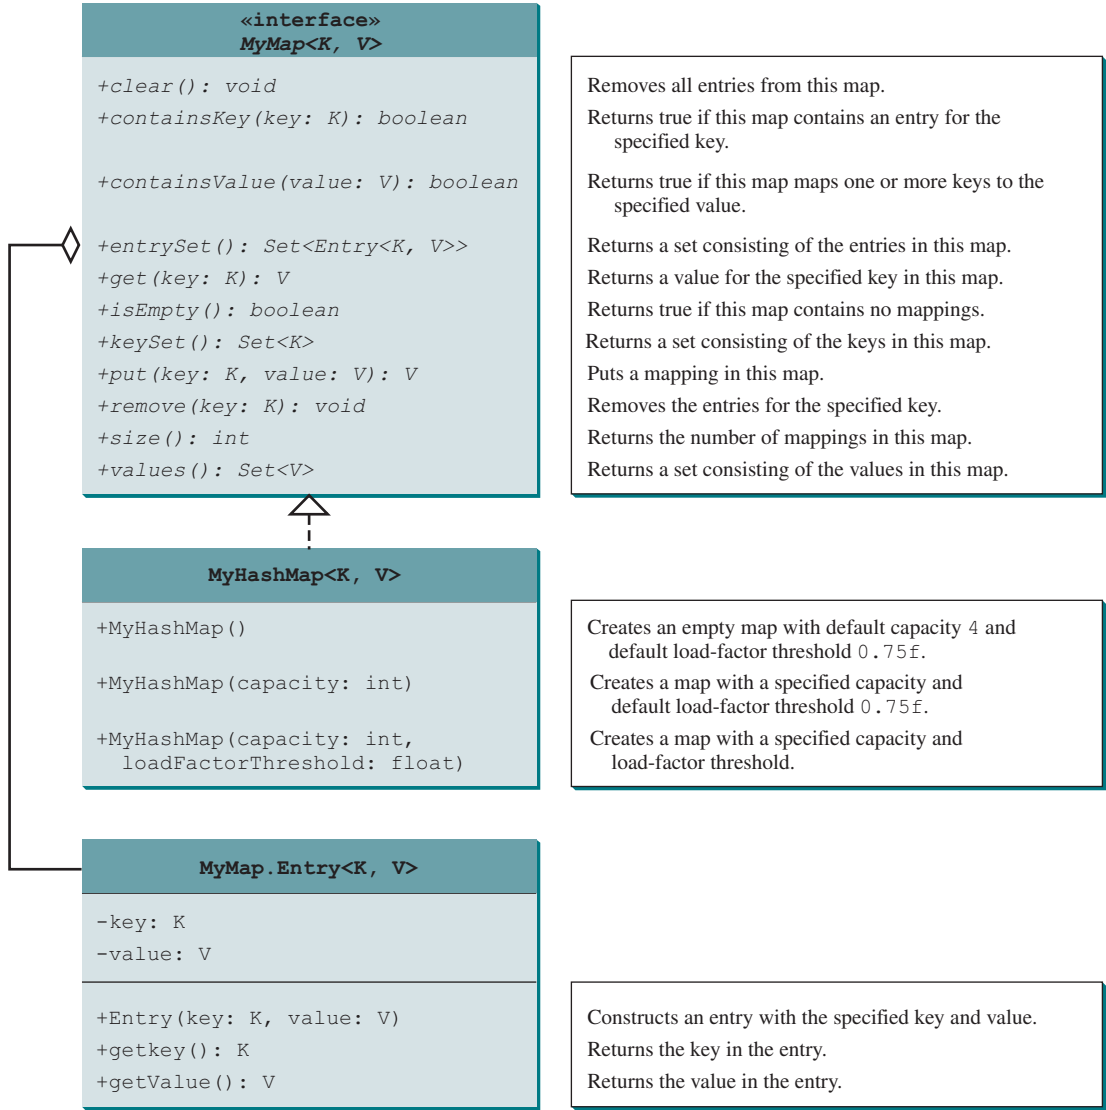 «interface»
MyMap<K, V>
+clear(): void
+containsKey(key: K): boolean
+containsValue(value: V): boolean
+entrySet(): Set<Entry<K, V>>
+get(key: K): V
+isEmpty(): boolean
+keySet(): Set<K>
+put(key: K, value: V): V
+remove(key: K): void
+size(): int
+values(): Set<V>
Removes all entries from this map.
Returns true if this map contains an entry for the
specified key.
Returns true if this map maps one or more keys to the
specified value.
Returns a set consisting of the entries in this map.
Returns a value for the specified key in this map.
Returns true if this map contains no mappings.
Returns a set consisting of the keys in this map.
Puts a mapping in this map.
Removes the entries for the specified key.
Returns the number of mappings in this map.
Returns a set consisting of the values in this map.
MyHashMap<K, V>
+MyHashMap()
+MyHashMap(capacity: int)
+MyHashMap(capacity: int,
loadFactorThreshold: float)
Creates an empty map with default capacity 4 and
default load-factor threshold 0.75f.
Creates a map with a specified capacity and
default load-factor threshold 0.75f.
Creates a map with a specified capacity and
load-factor threshold.
MyMap.Entry<K, V>
-key: K
-value: V
+Entry(key: K, value: V)
+getkey(): K
+getValue(): V
Constructs an entry with the specified key and value.
Returns the key in the entry.
Returns the value in the entry.